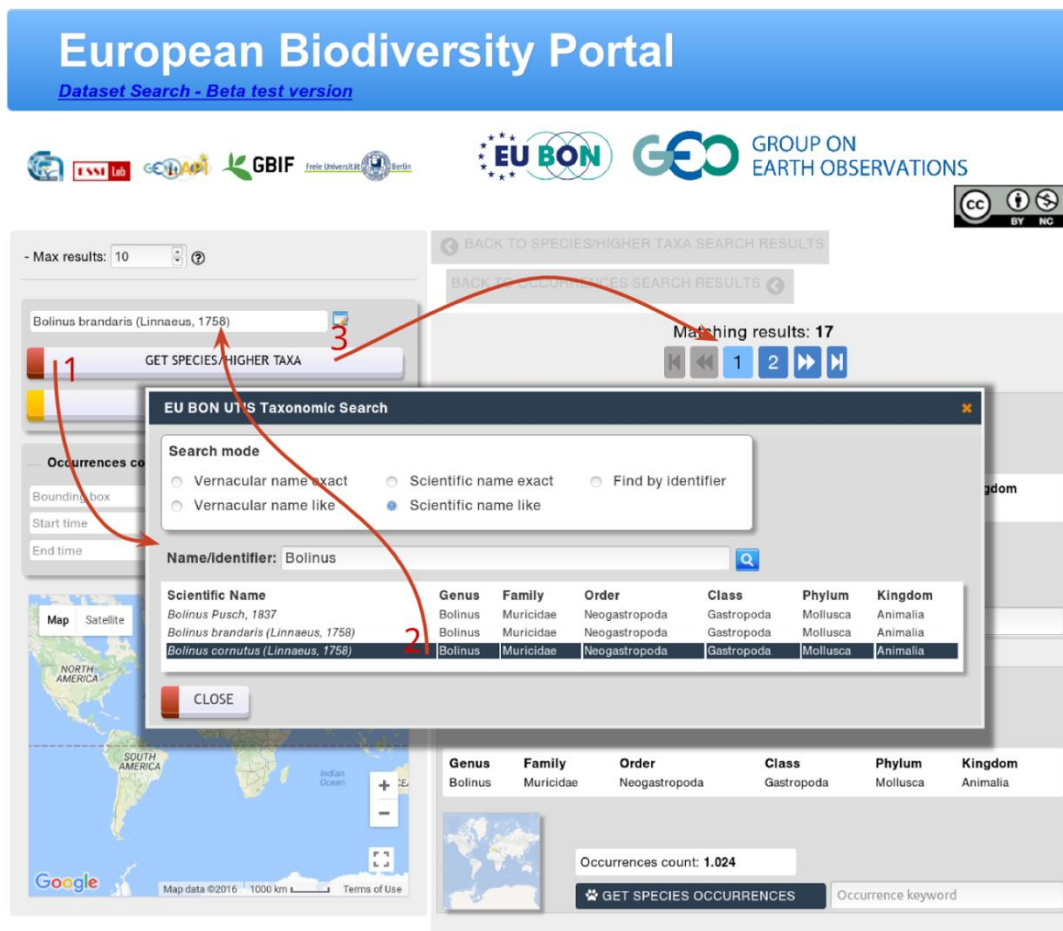 European Biodiversity Portal
Dataset Search - Beta test version
ESSI Lab
GBIF
Freie Universität Berlin
EU BON
GEO
GROUP ON
EARTH OBSERVATIONS
cc
BY NC
- Max results: 10
BACK TO SPECIES/HIGHER TAXA SEARCH RESULTS
BACK TO OCCURRENCES SEARCH RESULTS
Bolinus brandaris (Linnaeus, 1758)
3
Matching results: 17
1 2
GET SPECIES/HIGHER TAXA
1
EU BON UTIS Taxonomic Search
Search mode
Vernacular name exact
Scientific name exact
Find by identifier
Vernacular name like
Scientific name like
Occurrences co
Bounding box
Start time
End time
gdom
Name/identifier: Bolinus
Scientific Name Genus Family Order Class Phylum Kingdom
Bolinus Pusch, 1837 Bolinus Muricidae Neogastropoda Gastropoda Mollusca Animalia
Bolinus brandaris (Linnaeus, 1758) Bolinus Muricidae Neogastropoda Gastropoda Mollusca Animalia
Bolinus cornutus (Linnaeus, 1758) Bolinus Muricidae Neogastropoda Gastropoda Mollusca Animalia
2
CLOSE
Map Satellite
NORTH
AMERICA
SOUTH
AMERICA
Indian
Ocean
+
−
Google
Map data ©2016 1000 km Terms of Use
Genus Family Order Class Phylum Kingdom
Bolinus Muricidae Neogastropoda Gastropoda Mollusca Animalia
Occurrences count: 1.024
GET SPECIES OCCURRENCES
Occurrence keyword